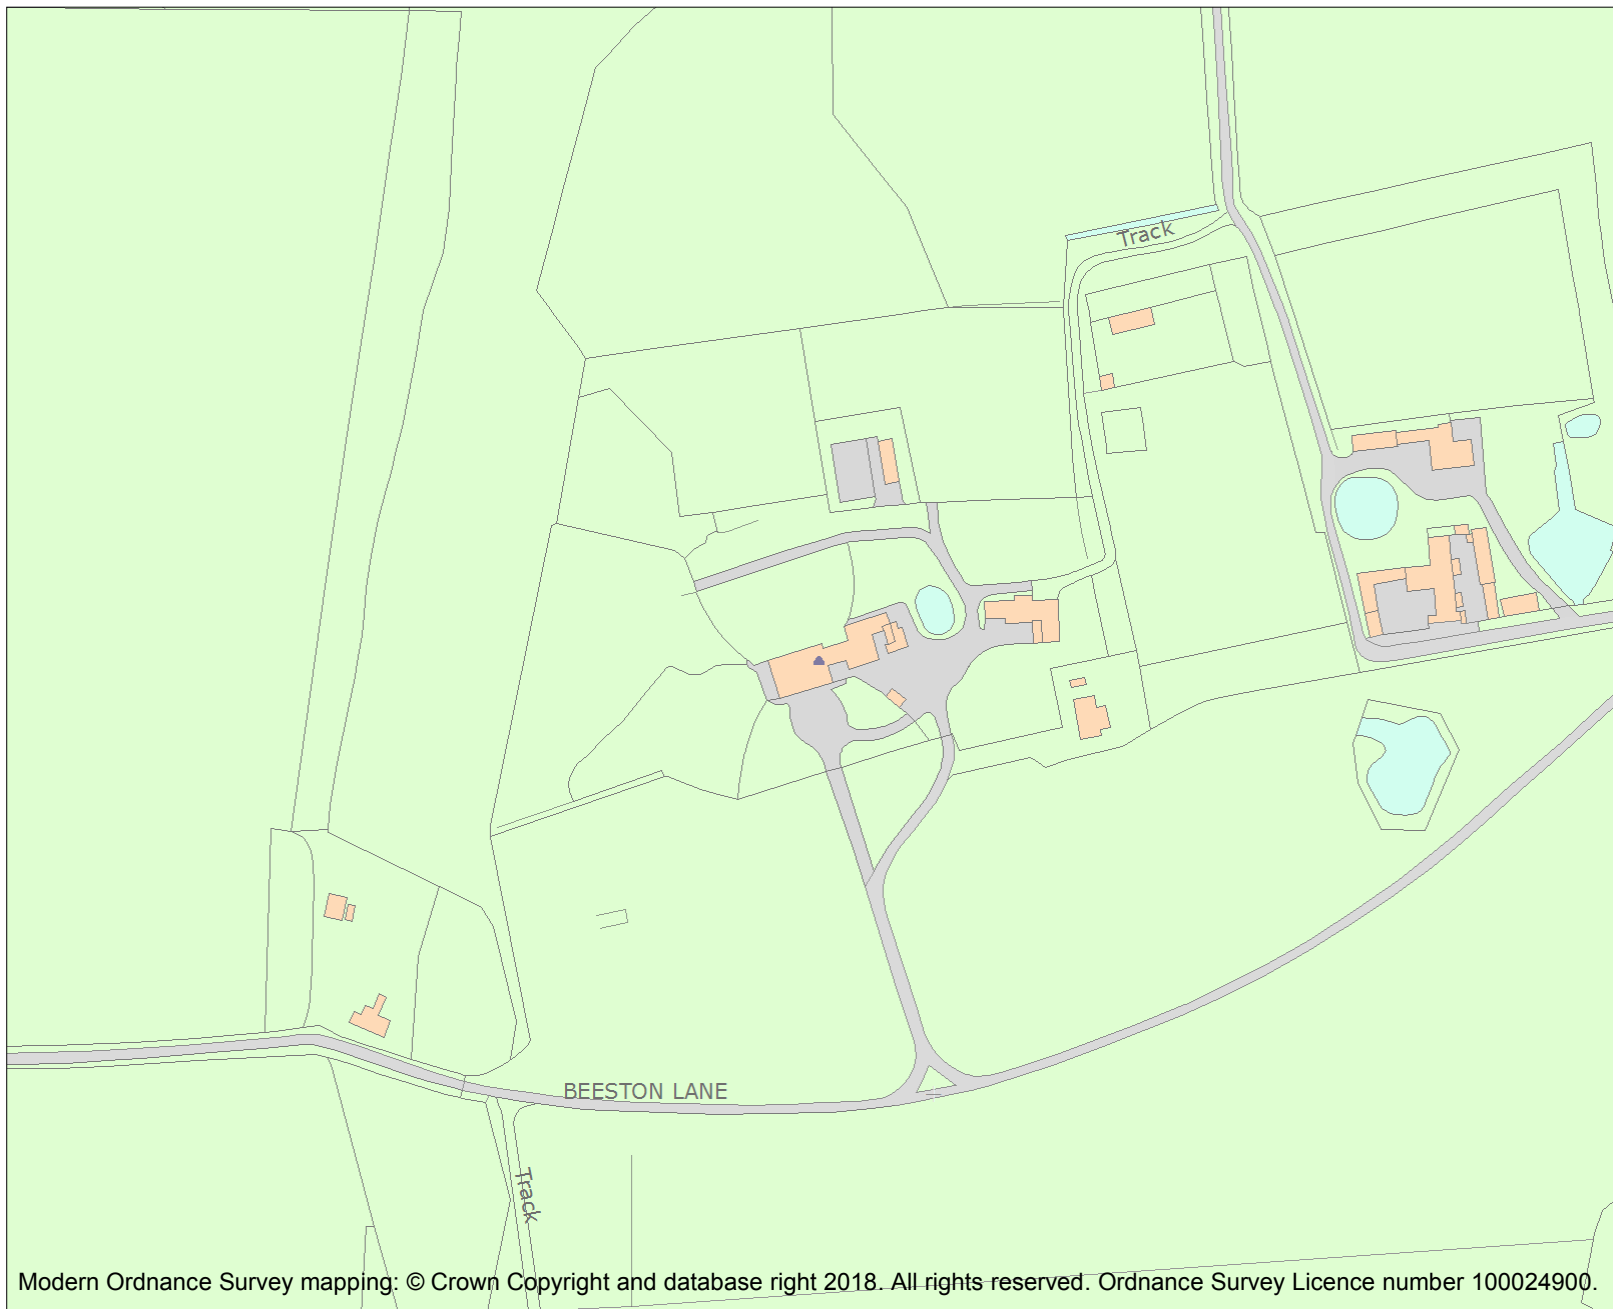 Track
BEESTON LANE
Track
Modern Ordnance Survey mapping: © Crown Copyright and database right 2018. All rights reserved. Ordnance Survey Licence number 100024900.